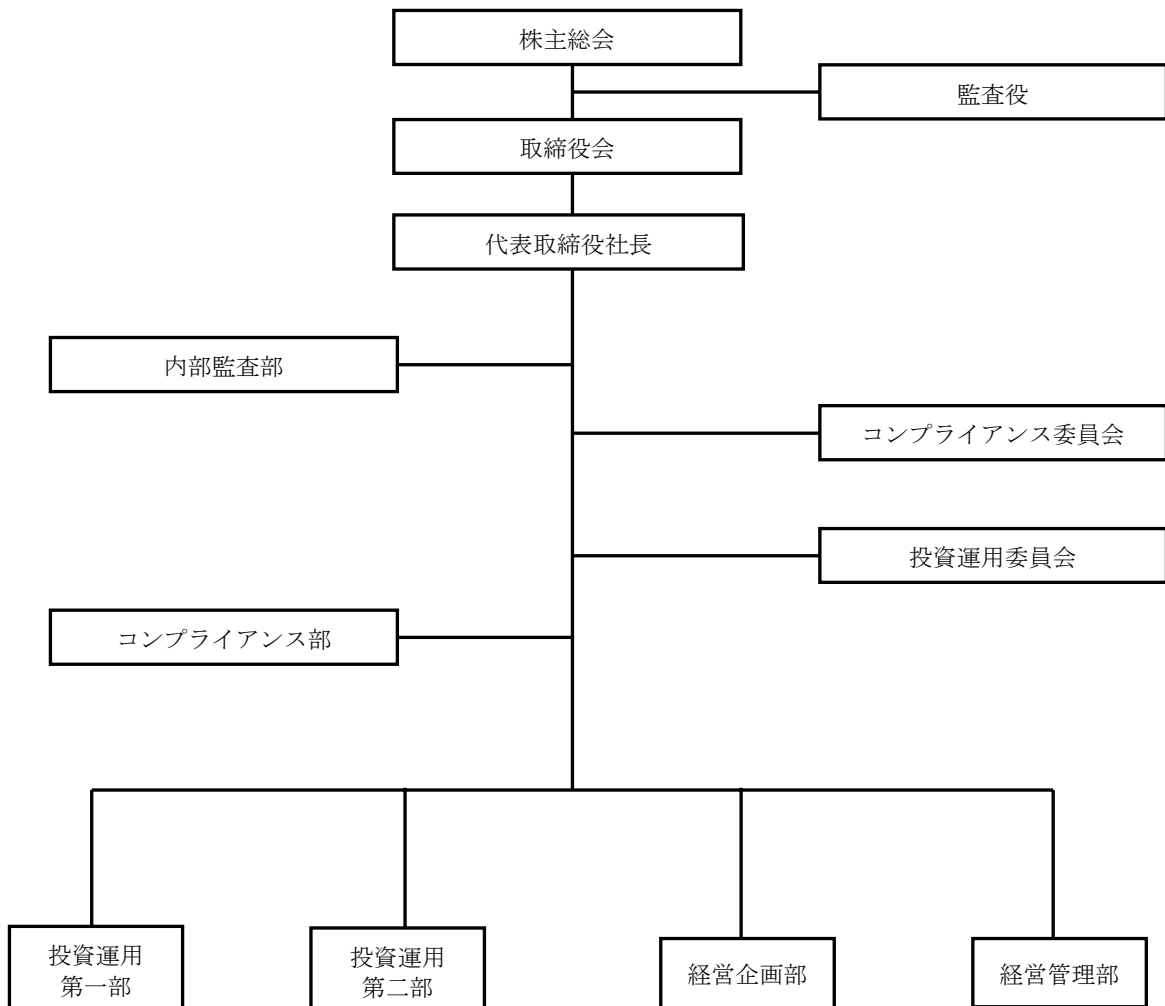 株主総会
監査役
取締役会
代表取締役社長
内部監査部
コンプライアンス委員会
投資運用委員会
コンプライアンス部
投資運用
第一部
投資運用
第二部
経営企画部
経営管理部